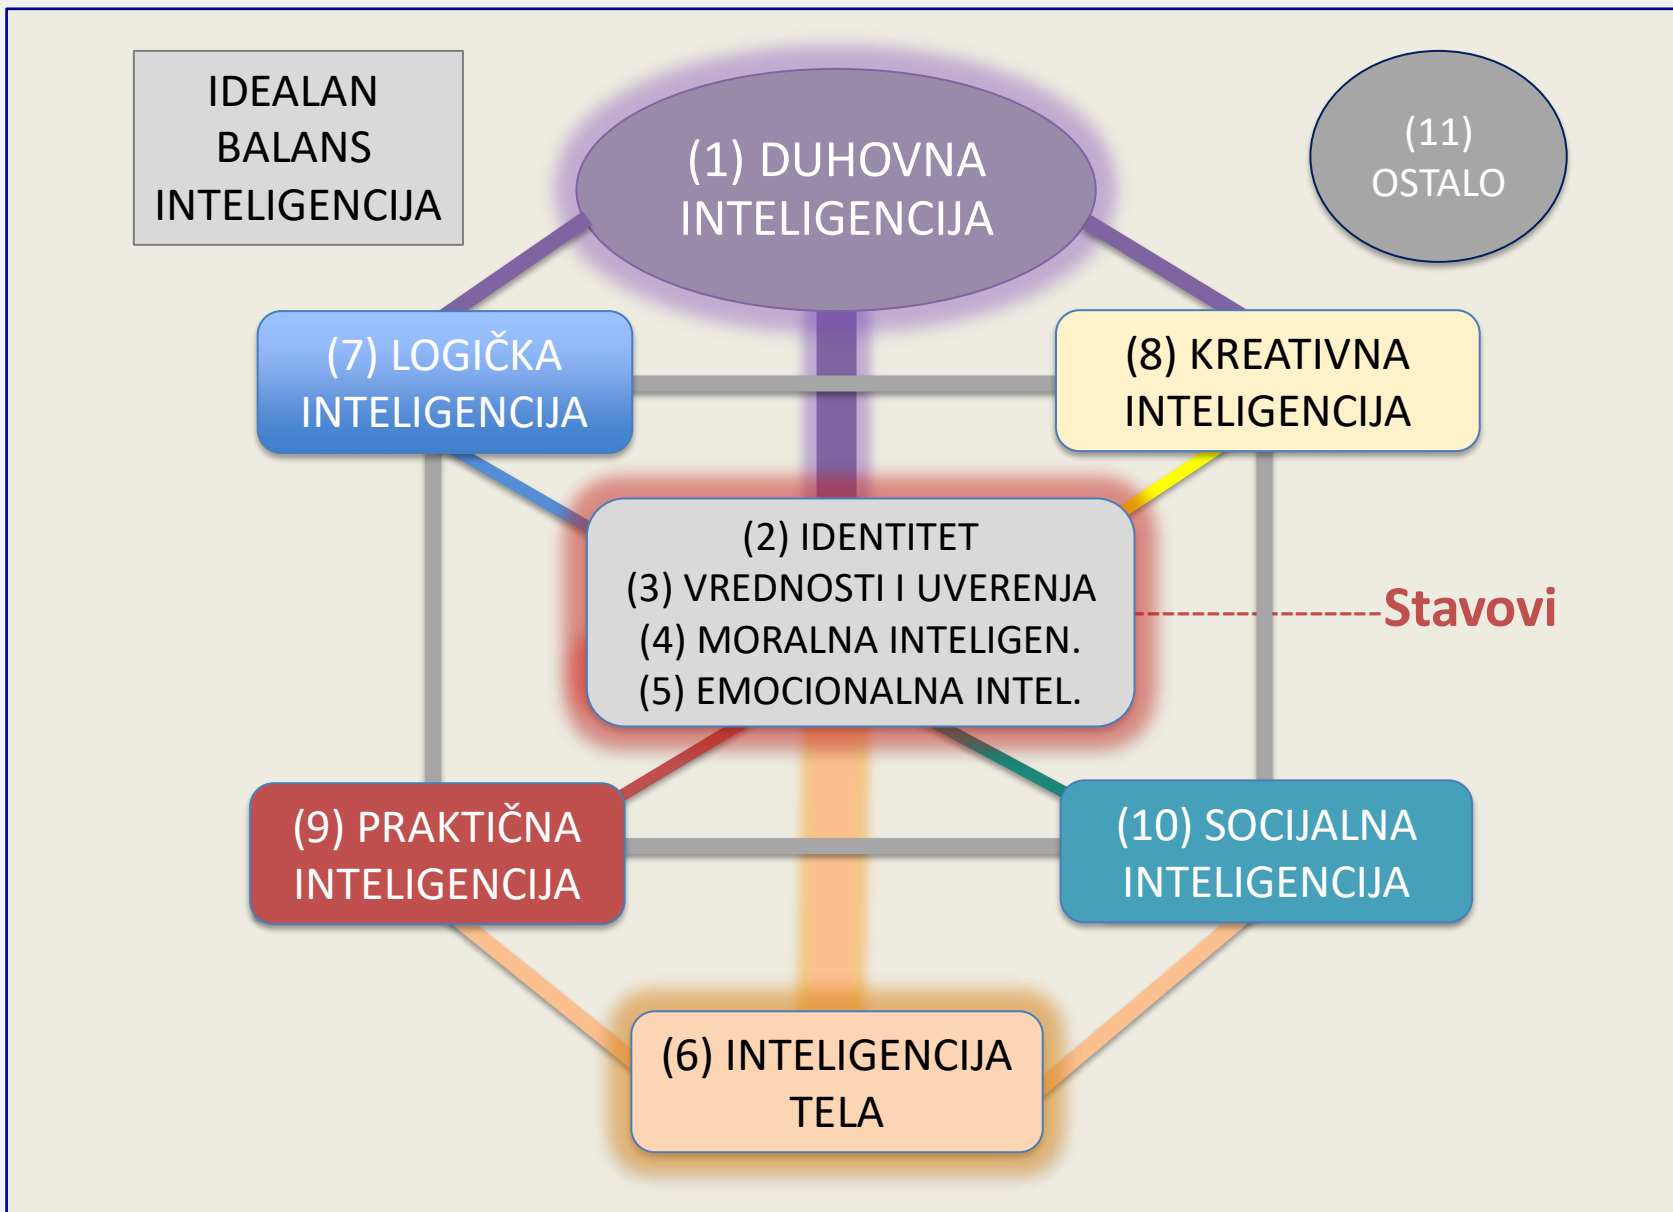 IDEALAN
BALANS
INTELIGENCIJA
(1) DUHOVNA
INTELIGENCIJA
(11)
OSTALO
(7) LOGIČKA
INTELIGENCIJA
(8) KREATIVNA
INTELIGENCIJA
(2) IDENTITET
(3) VREDNOSTI I UVERENJA
(4) MORALNA INTELIGEN.
(5) EMOCIONALNA INTEL.
Stavovi
(9) PRAKTIČNA
INTELIGENCIJA
(10) SOCIJALNA
INTELIGENCIJA
(6) INTELIGENCIJA
TELA